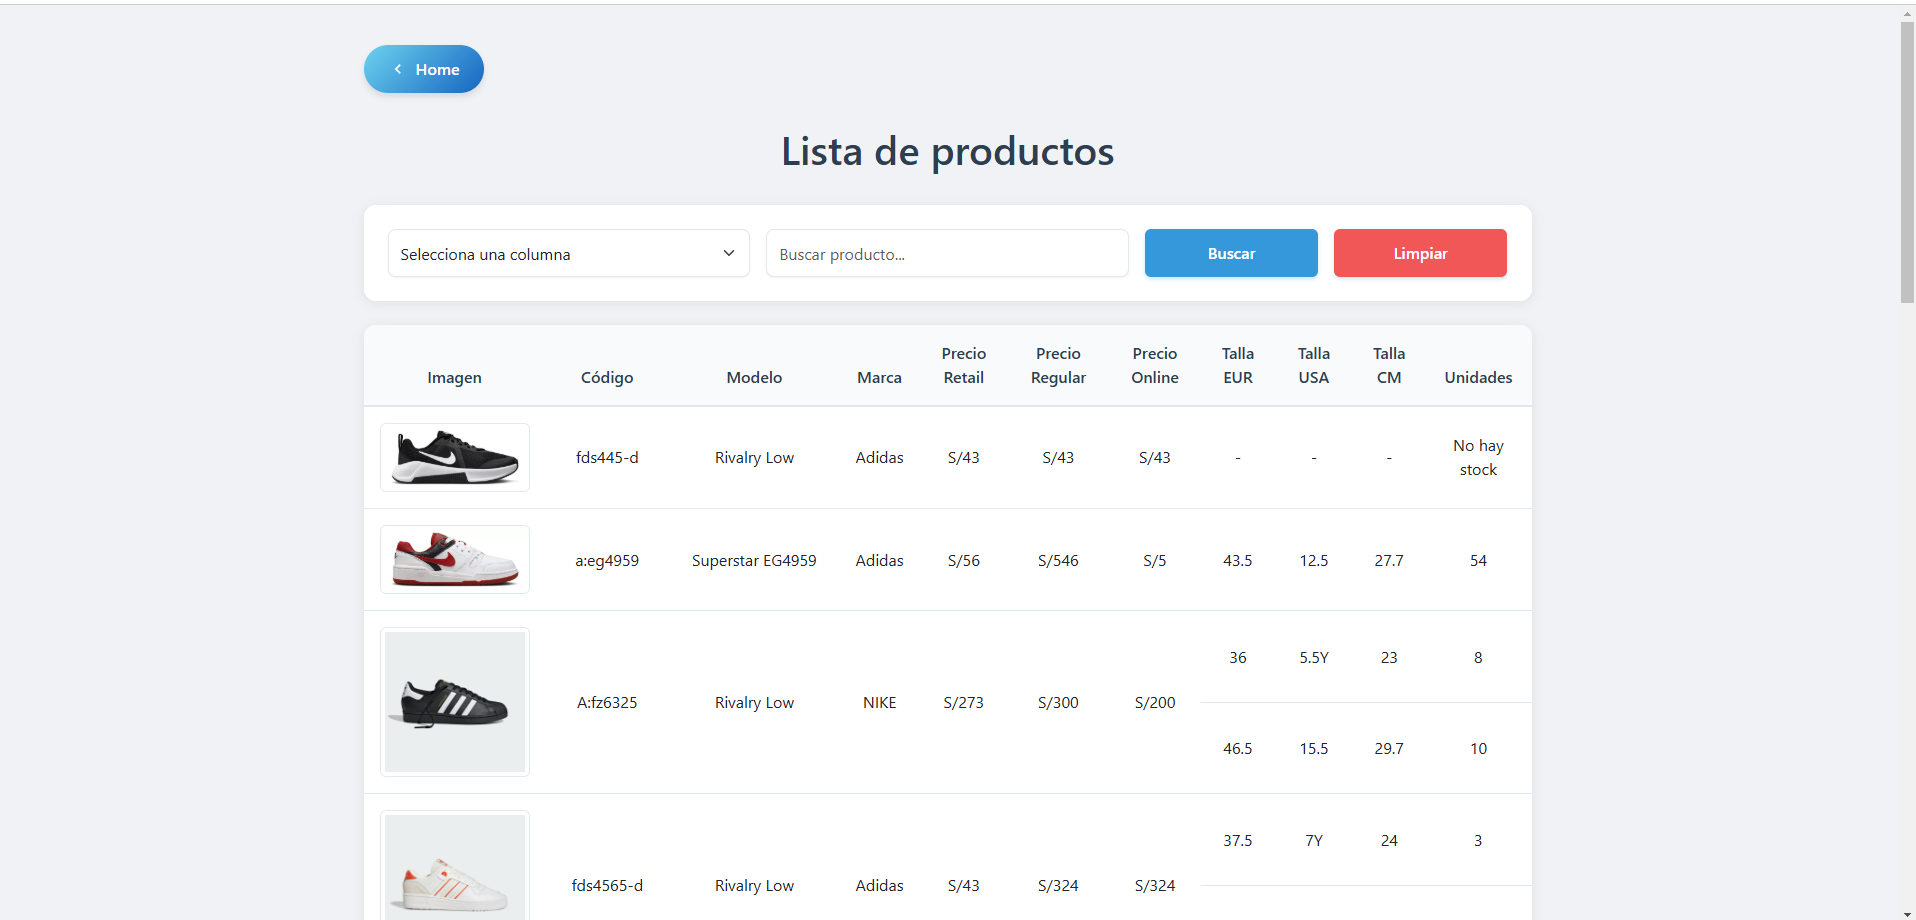 Home
Lista de productos
Selecciona una columna
Buscar producto...
Buscar
Limpiar
Imagen Código Modelo Marca Precio Retail Precio Regular Precio Online Talla EUR Talla USA Talla CM Unidades
fds445-d Rivalry Low Adidas S/43 S/43 S/43 - - - No hay stock
a:eg4959 Superstar EG4959 Adidas S/56 S/546 S/5 43.5 12.5 27.7 54
A:fz6325 Rivalry Low NIKE S/273 S/300 S/200 36 5.5Y 23 8
46.5 15.5 29.7 10
fds4565-d Rivalry Low Adidas S/43 S/324 S/324 37.5 7Y 24 3